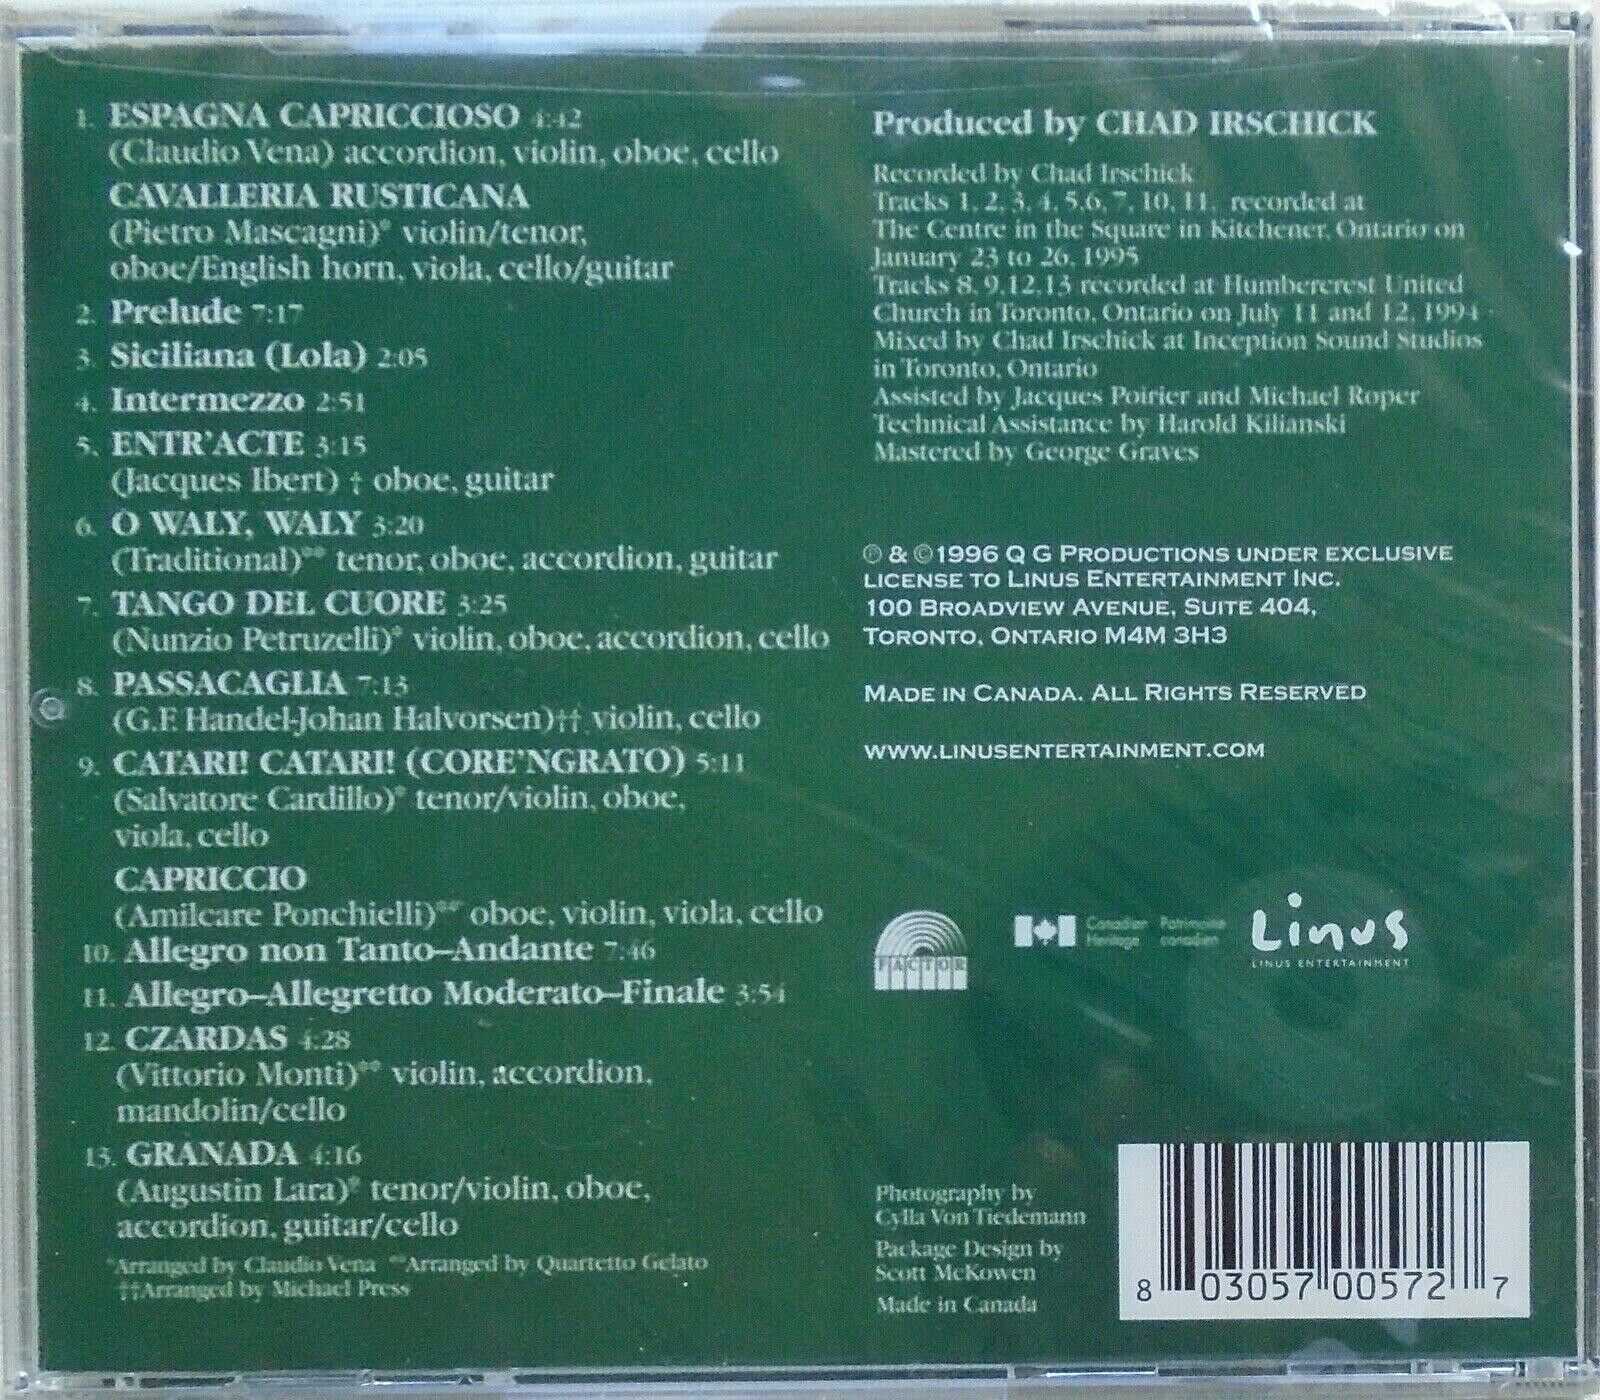 1. ESPAGNA CAPRICCIOSO 4:42
(Claudio Vena) accordion, violin, oboe, cello
CAVALLERIA RUSTICANA
(Pietro Mascagni)* violin/tenor,
oboe/English horn, viola, cello/guitar
2. Prelude 7:17
3. Siciliana (Lola) 2:05
4. Intermezzo 2:51
5. ENTR'ACTE 3:15
(Jacques Ibert) † oboe, guitar
6. O WALY, WALY 3:20
(Traditional)** tenor, oboe, accordion, guitar
7. TANGO DEL CUORE 3:25
(Nunzio Petruzelli)* violin, oboe, accordion, cello
8. PASSACAGLIA 7:13
(G.F. Handel-Johan Halvorsen)†† violin, cello
9. CATARI! CATARI! (CORE'NGRATO) 5:11
(Salvatore Cardillo)* tenor/violin, oboe,
viola, cello
CAPRICCIO
(Amilcare Ponchielli)** oboe, violin, viola, cello
10. Allegro non Tanto–Andante 7:46
11. Allegro–Allegretto Moderato–Finale 3:54
12. CZARDAS 4:28
(Vittorio Monti)** violin, accordion,
mandolin/cello
13. GRANADA 4:16
(Augustin Lara)* tenor/violin, oboe,
accordion, guitar/cello
*Arranged by Claudio Vena **Arranged by Quartetto Gelato
††Arranged by Michael Press
Produced by CHAD IRSCHICK
Recorded by Chad Irschick
Tracks 1, 2, 3, 4, 5,6, 7, 10, 11, recorded at
The Centre in the Square in Kitchener, Ontario on
January 23 to 26, 1995
Tracks 8, 9,12,13 recorded at Humbercrest United
Church in Toronto, Ontario on July 11 and 12, 1994
Mixed by Chad Irschick at Inception Sound Studios
in Toronto, Ontario
Assisted by Jacques Poirier and Michael Roper
Technical Assistance by Harold Kilianski
Mastered by George Graves
℗ & ©1996 Q G PRODUCTIONS UNDER EXCLUSIVE
LICENSE TO LINUS ENTERTAINMENT INC.
100 BROADVIEW AVENUE, SUITE 404,
TORONTO, ONTARIO M4M 3H3
MADE IN CANADA. ALL RIGHTS RESERVED
WWW.LINUSENTERTAINMENT.COM
FACTOR
Canadian Patrimoine
Heritage canadien
Linus
LINUS ENTERTAINMENT
Photography by
Cylla Von Tiedemann
Package Design by
Scott McKowen
Made in Canada
8 03057 00572 7